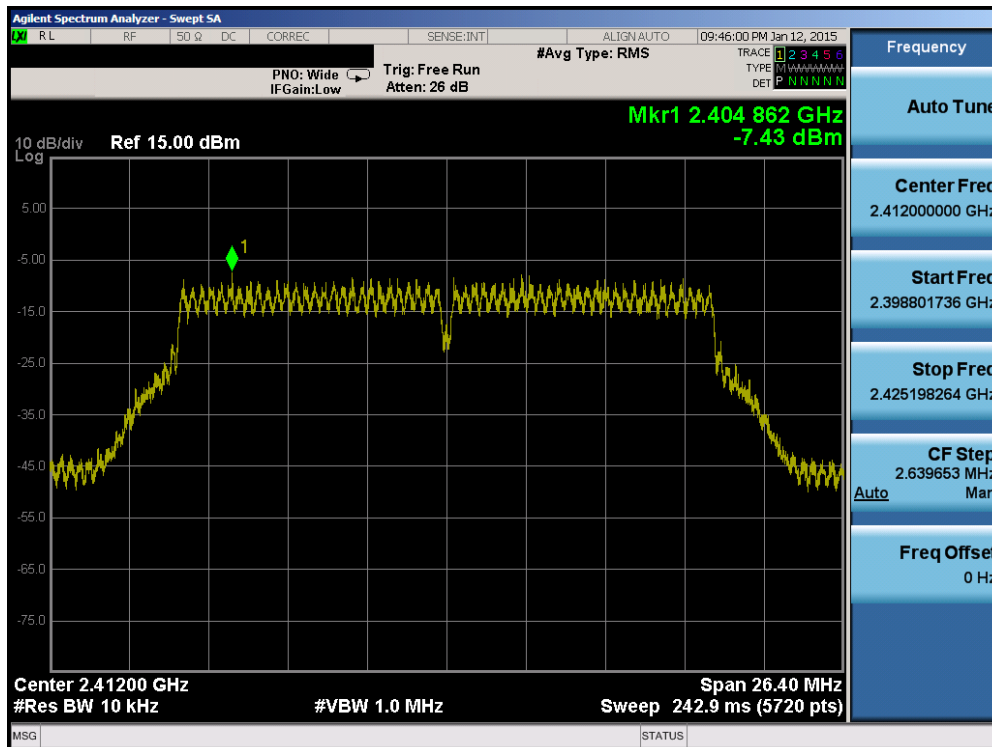 Agilent Spectrum Analyzer - Swept SA
LXI RL RF 50 Ω DC CORREC SENSE:INT ALIGN AUTO 09:46:00 PM Jan 12, 2015
#Avg Type: RMS TRACE 1 2 3 4 5 6
PNO: Wide Trig: Free Run TYPE M W W W W W
IFGain:Low Atten: 26 dB DET P N N N N N
Mkr1 2.404 862 GHz
-7.43 dBm
10 dB/div Ref 15.00 dBm
Log
5.00
-5.00
1
-15.0
-25.0
-35.0
-45.0
-55.0
-65.0
-75.0
Center 2.41200 GHz Span 26.40 MHz
#Res BW 10 kHz #VBW 1.0 MHz Sweep 242.9 ms (5720 pts)
MSG STATUS
Frequency
Auto Tune
Center Freq
2.412000000 GHz
Start Freq
2.398801736 GHz
Stop Freq
2.425198264 GHz
CF Step
2.639653 MHz
Auto Man
Freq Offset
0 Hz